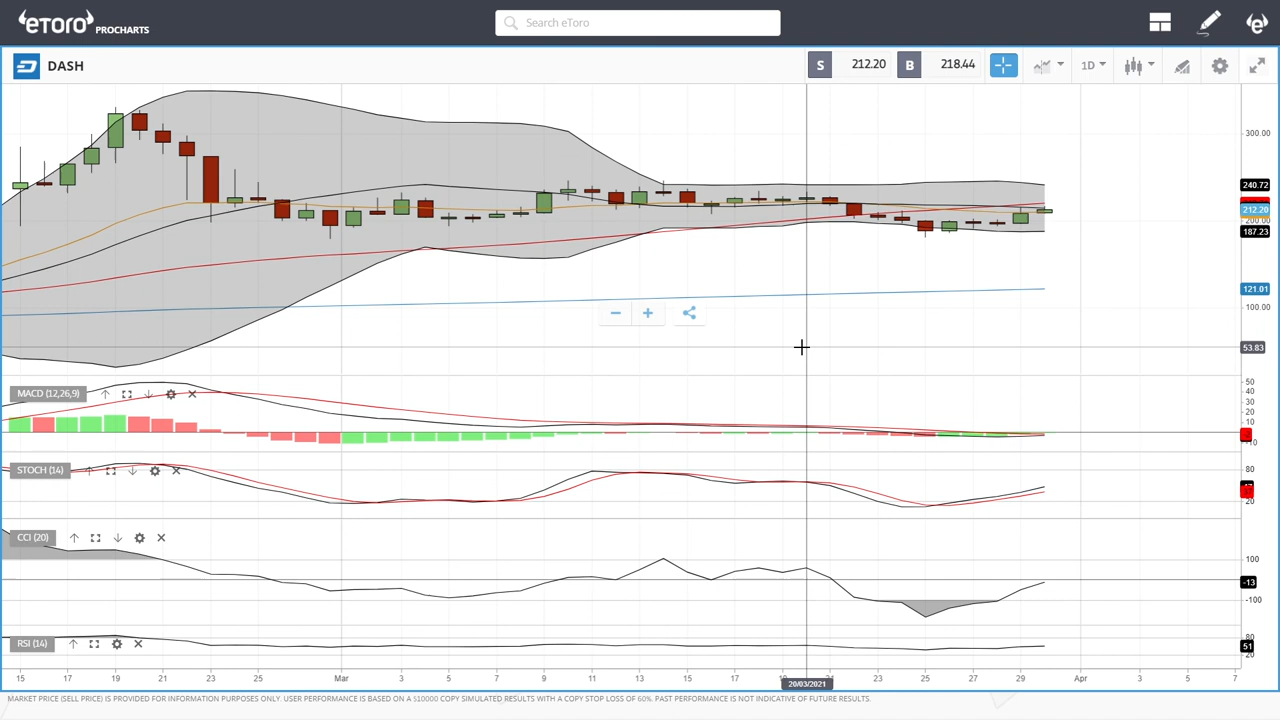 eToro PROCHARTS
Search eToro
DASH
S 212.20 B 218.44
1D
300.00
240.72
212.20
200.00
187.23
121.01
100.00
53.83
MACD (12,26,9)
50
40
30
20
10
-10
STOCH (14)
80
20
CCI (20)
100
-13
-100
RSI (14)
80
51
20
15 17 19 21 23 25 Mar 3 5 7 9 11 13 15 17 19 21 23 25 27 29 Apr 3 5 7
20/03/2021
MARKET PRICE (SELL PRICE) IS PROVIDED FOR INFORMATION PURPOSES ONLY. USER PERFORMANCE IS BASED ON A $10000 COPY SIMULATED RESULTS WITH A COPY STOP LOSS OF 60%. PAST PERFORMANCE IS NOT INDICATIVE OF FUTURE RESULTS.